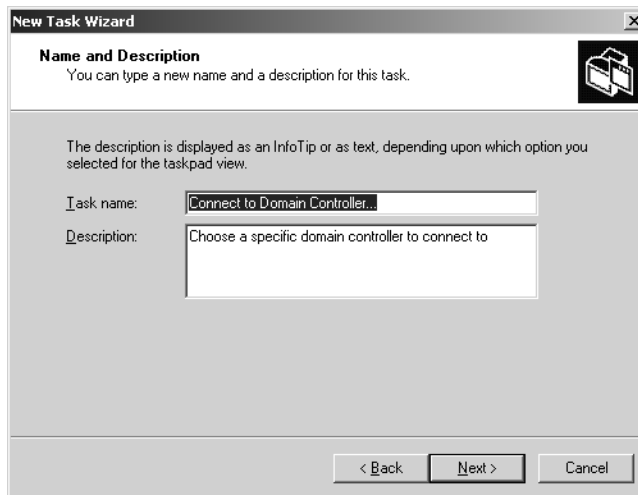 New Task Wizard
Name and Description
You can type a new name and a description for this task.
The description is displayed as an InfoTip or as text, depending upon which option you
selected for the taskpad view.
Task name:
Connect to Domain Controller...
Description:
Choose a specific domain controller to connect to
< Back
Next >
Cancel